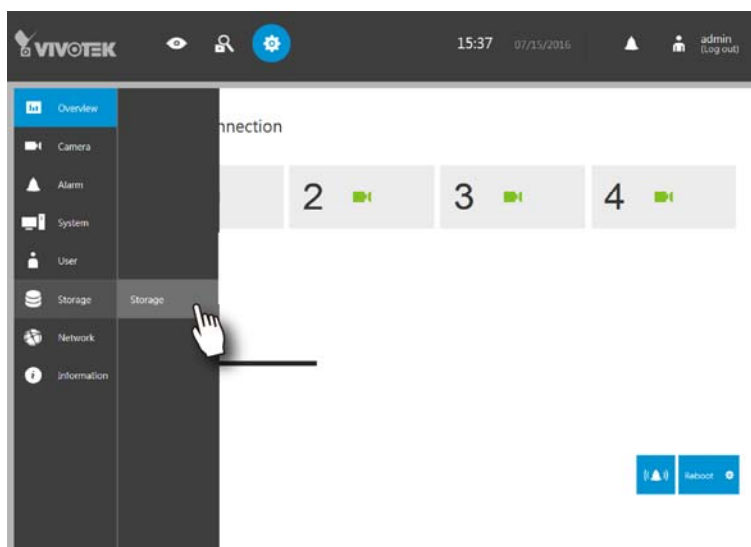 VIVOTEK
15:37 07/15/2016
admin
(Log out)
Overview
nnection
Camera
Alarm
2
3
4
System
User
Storage
Storage
Network
Information
Reboot